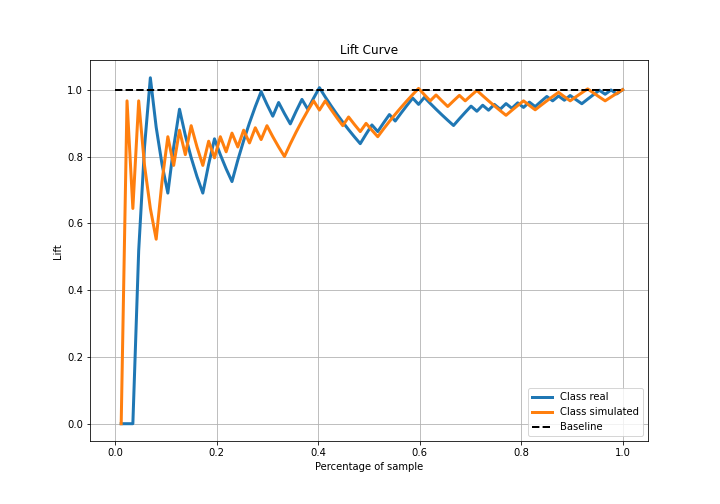 Lift Curve
Lift
1.0
0.8
0.6
0.4
0.2
0.0
0.0 0.2 0.4 0.6 0.8 1.0
Percentage of sample
Class real
Class simulated
Baseline